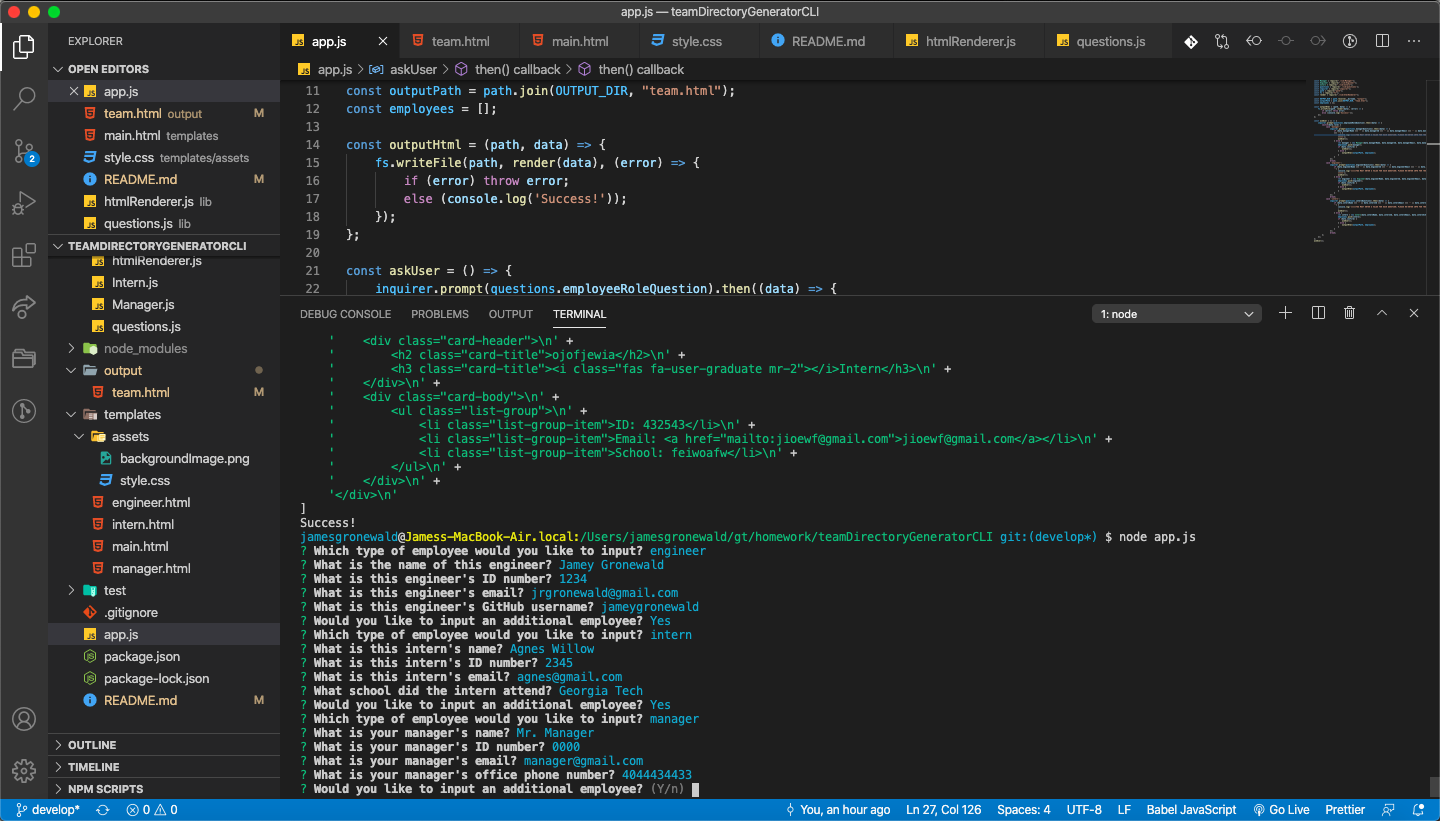 app.js — teamDirectoryGeneratorCLI
EXPLORER
OPEN EDITORS
app.js
team.html output M
main.html templates
style.css templates/assets
README.md M
htmlRenderer.js lib
questions.js lib
TEAMDIRECTORYGENERATORCLI
htmlRenderer.js
Intern.js
Manager.js
questions.js
node_modules
output
team.html M
templates
assets
backgroundImage.png
style.css
engineer.html
intern.html
main.html
manager.html
test
.gitignore
app.js
package.json
package-lock.json
README.md M
OUTLINE
TIMELINE
NPM SCRIPTS
2
app.js team.html main.html style.css README.md htmlRenderer.js questions.js
app.js > askUser > then() callback > then() callback
11 const outputPath = path.join(OUTPUT_DIR, "team.html");
12 const employees = [];
13
14 const outputHtml = (path, data) => {
15 fs.writeFile(path, render(data), (error) => {
16 if (error) throw error;
17 else (console.log('Success!'));
18 });
19 };
20
21 const askUser = () => {
22 inquirer.prompt(questions.employeeRoleQuestion).then((data) => {
DEBUG CONSOLE PROBLEMS OUTPUT TERMINAL 1: node
' <div class="card-header">\n' +
' <h2 class="card-title">ojofjewia</h2>\n' +
' <h3 class="card-title"><i class="fas fa-user-graduate mr-2"></i>Intern</h3>\n' +
' </div>\n' +
' <div class="card-body">\n' +
' <ul class="list-group">\n' +
' <li class="list-group-item">ID: 432543</li>\n' +
' <li class="list-group-item">Email: <a href="mailto:jioewf@gmail.com">jioewf@gmail.com</a></li>\n' +
' <li class="list-group-item">School: feiwoafw</li>\n' +
' </ul>\n' +
' </div>\n' +
'</div>\n'
]
Success!
jamesgronewald@Jamess-MacBook-Air.local:/Users/jamesgronewald/gt/homework/teamDirectoryGeneratorCLI git:(develop*) $ node app.js
? Which type of employee would you like to input? engineer
? What is the name of this engineer? Jamey Gronewald
? What is this engineer's ID number? 1234
? What is this engineer's email? jrgronewald@gmail.com
? What is this engineer's GitHub username? jameygronewald
? Would you like to input an additional employee? Yes
? Which type of employee would you like to input? intern
? What is this intern's name? Agnes Willow
? What is this intern's ID number? 2345
? What is this intern's email? agnes@gmail.com
? What school did the intern attend? Georgia Tech
? Would you like to input an additional employee? Yes
? Which type of employee would you like to input? manager
? What is your manager's name? Mr. Manager
? What is your manager's ID number? 0000
? What is your manager's email? manager@gmail.com
? What is your manager's office phone number? 4044434433
? Would you like to input an additional employee? (Y/n)
develop* 0 0 You, an hour ago Ln 27, Col 126 Spaces: 4 UTF-8 LF Babel JavaScript Go Live Prettier